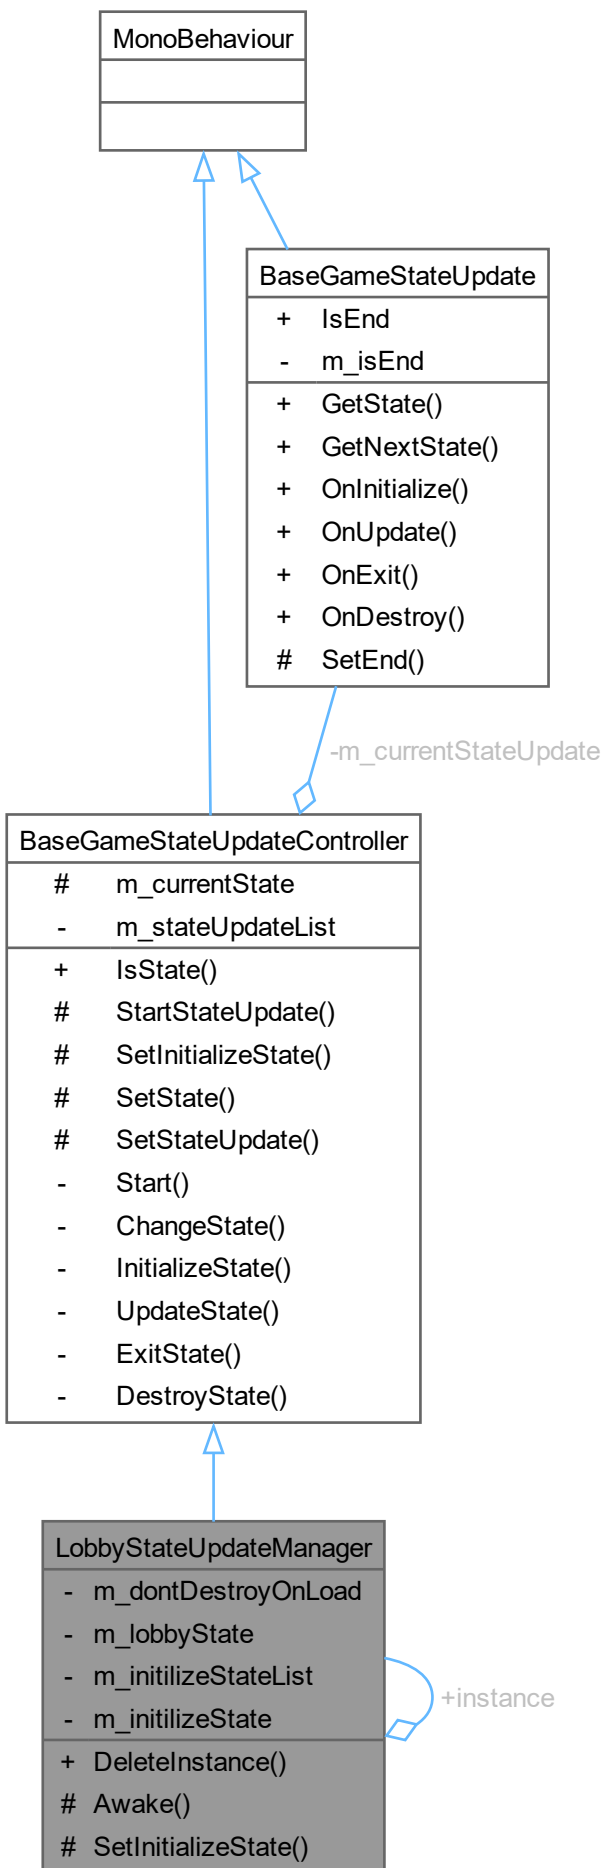 MonoBehaviour
BaseGameStateUpdate
+ IsEnd
- m_isEnd
+ GetState()
+ GetNextState()
+ OnInitialize()
+ OnUpdate()
+ OnExit()
+ OnDestroy()
# SetEnd()
-m_currentStateUpdate
BaseGameStateUpdateController
# m_currentState
- m_stateUpdateList
+ IsState()
# StartStateUpdate()
# SetInitializeState()
# SetState()
# SetStateUpdate()
- Start()
- ChangeState()
- InitializeState()
- UpdateState()
- ExitState()
- DestroyState()
LobbyStateUpdateManager
- m_dontDestroyOnLoad
- m_lobbyState
- m_initilizeStateList
+instance
- m_initilizeState
+ DeleteInstance()
# Awake()
# SetInitializeState()